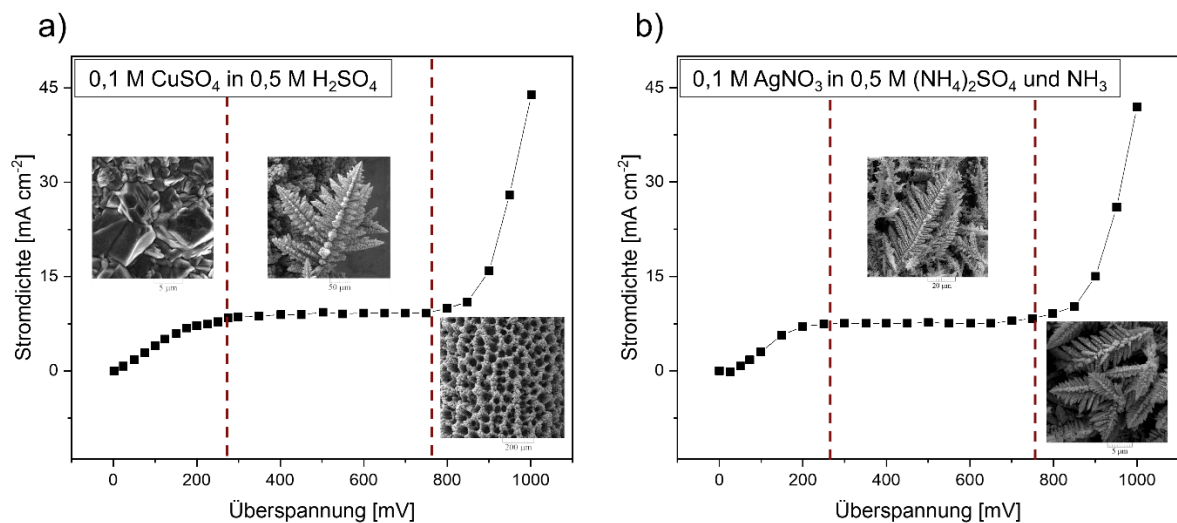 a)
0,1 M CuSO₄ in 0,5 M H₂SO₄
45
30
15
0
Stromdichte [mA cm⁻²]
5 µm
50 µm
200 µm
0 200 400 600 800 1000
Überspannung [mV]
b)
0,1 M AgNO₃ in 0,5 M (NH₄)₂SO₄ und NH₃
45
30
15
0
Stromdichte [mA cm⁻²]
20 µm
5 µm
0 200 400 600 800 1000
Überspannung [mV]